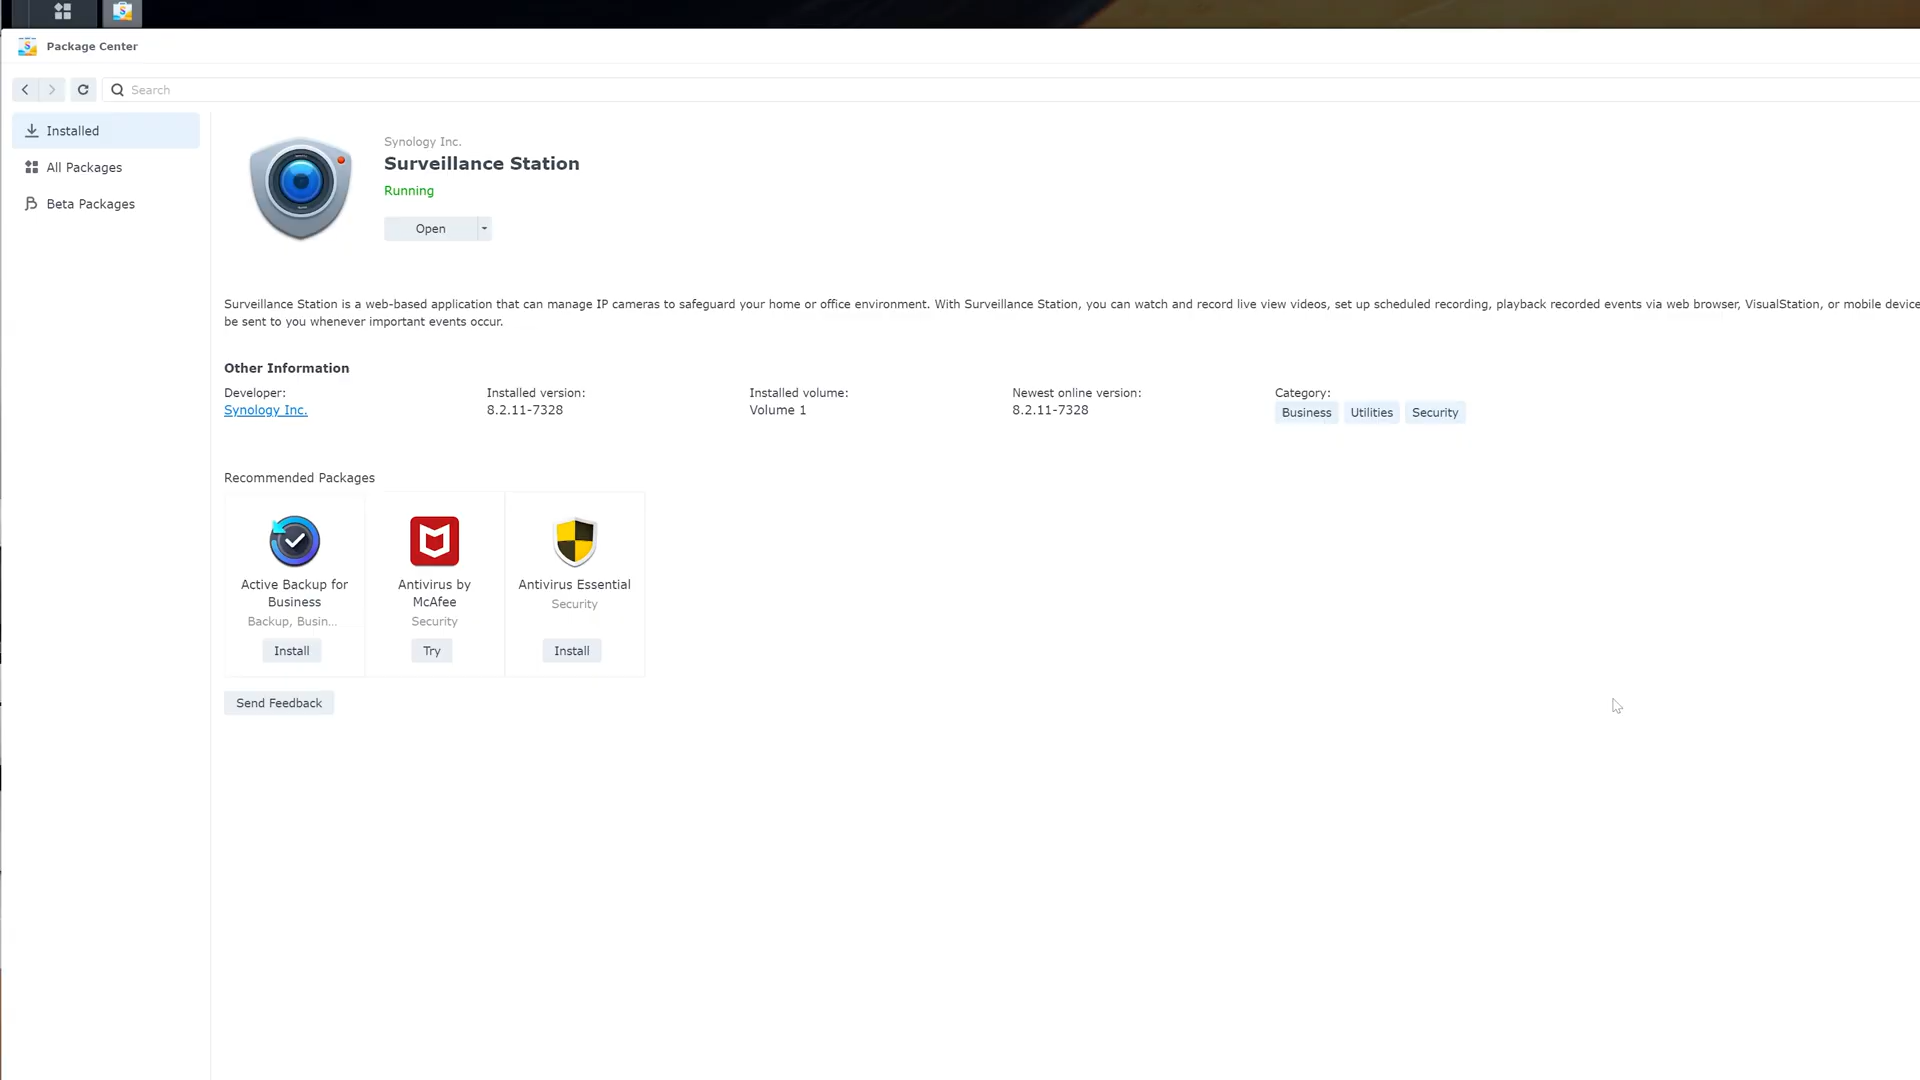 Package Center
Search
Installed
All Packages
Beta Packages
Synology Inc.
Surveillance Station
Running
Open
Surveillance Station is a web-based application that can manage IP cameras to safeguard your home or office environment. With Surveillance Station, you can watch and record live view videos, set up scheduled recording, playback recorded events via web browser, VisualStation, or mobile device
be sent to you whenever important events occur.
Other Information
Developer:
Synology Inc.
Installed version:
8.2.11-7328
Installed volume:
Volume 1
Newest online version:
8.2.11-7328
Category:
Business Utilities Security
Recommended Packages
Active Backup for
Business
Backup, Busin...
Install
Antivirus by
McAfee
Security
Try
Antivirus Essential
Security
Install
Send Feedback